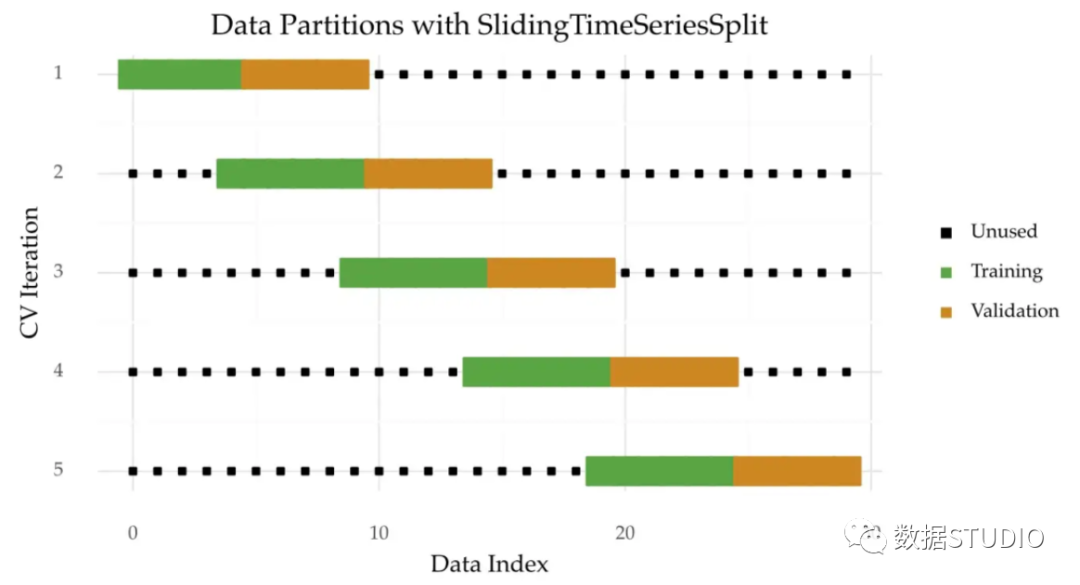 Data Partitions with SlidingTimeSeriesSplit
1
2
3
4
5
CV Iteration
Unused
Training
Validation
0
10
20
数据STUDIO
Data Index